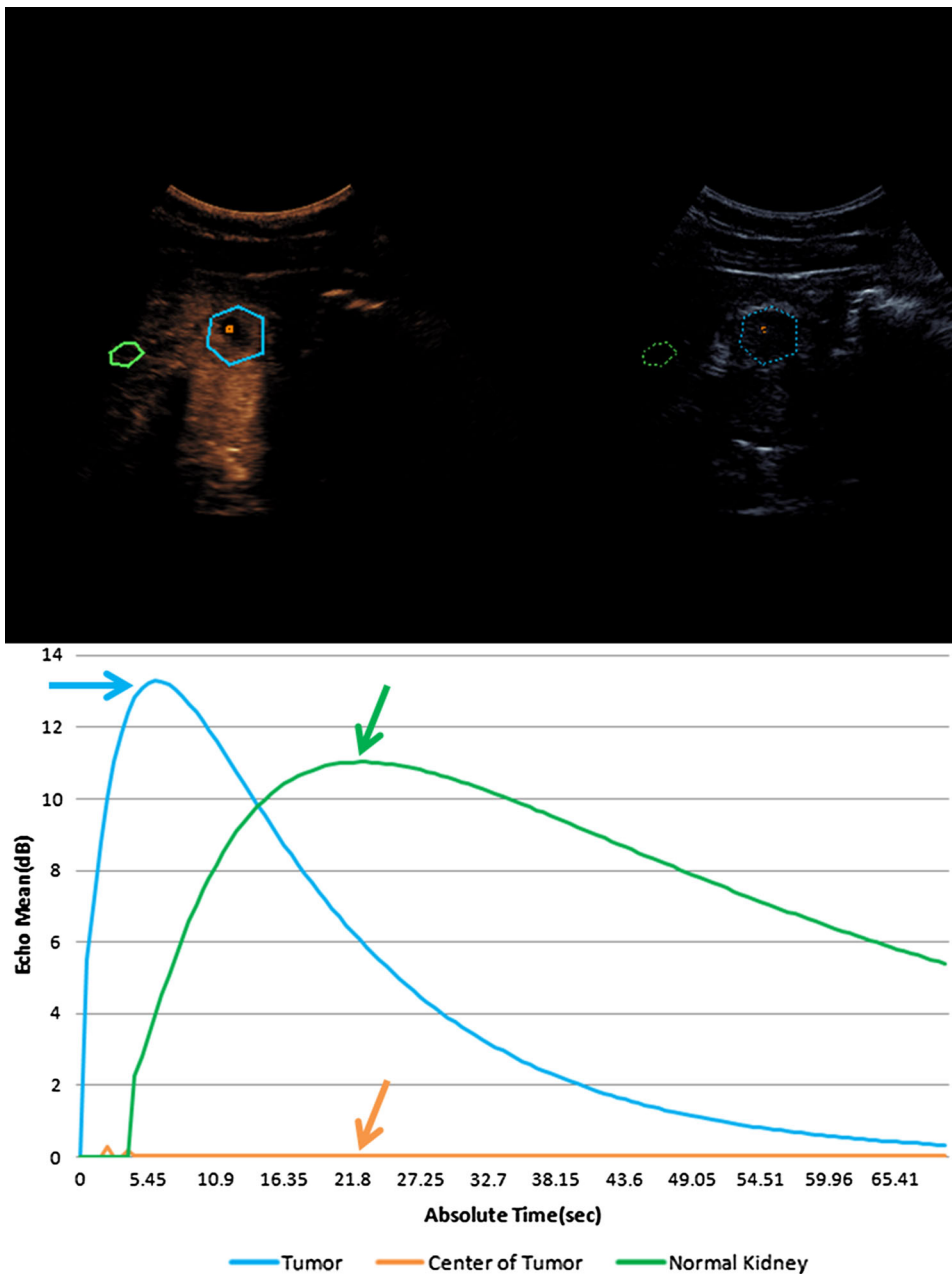 14
12
10
8
6
4
2
0
Echo Mean(dB)
0 5.45 10.9 16.35 21.8 27.25 32.7 38.15 43.6 49.05 54.51 59.96 65.41
Absolute Time(sec)
Tumor Center of Tumor Normal Kidney